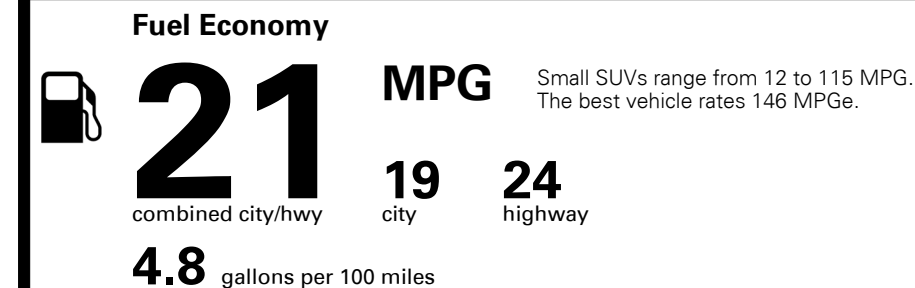 Fuel Economy
21
MPG
Small SUVs range from 12 to 115 MPG.
The best vehicle rates 146 MPGe.
combined city/hwy
19
city
24
highway
4.8 gallons per 100 miles